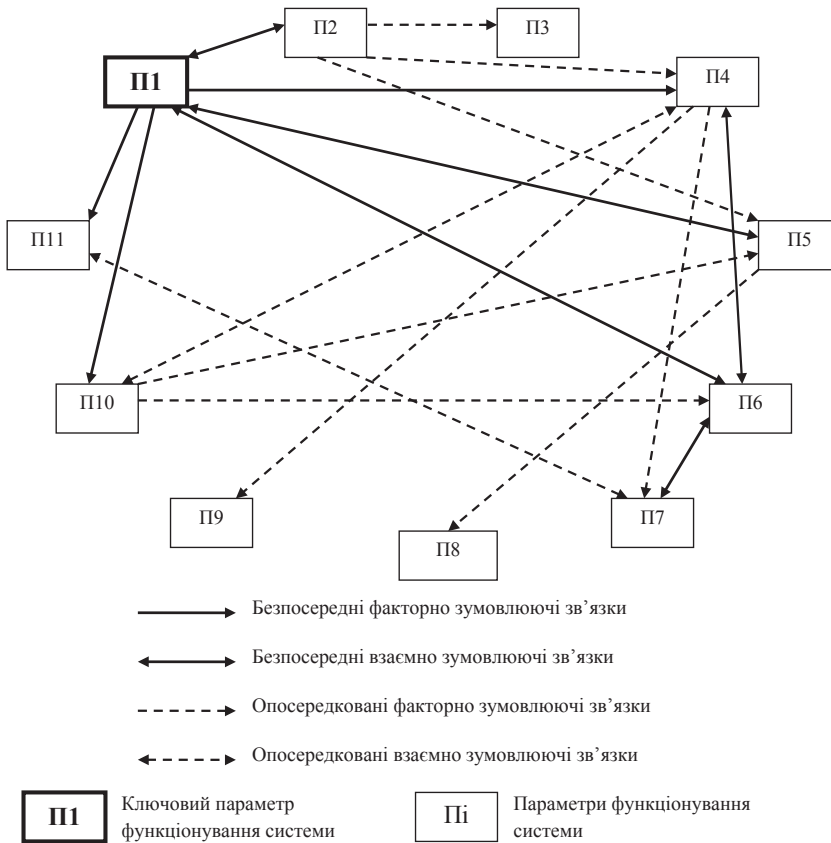 П2
П3
П1
П4
П11
П5
П10
П6
П9
П8
П7
Безпосередні факторно зумовлюючі зв’язки
Безпосередні взаємно зумовлюючі зв’язки
Опосередковані факторно зумовлюючі зв’язки
Опосередковані взаємно зумовлюючі зв’язки
П1
Ключовий параметр
функціонування системи
Пі
Параметри функціонування
системи